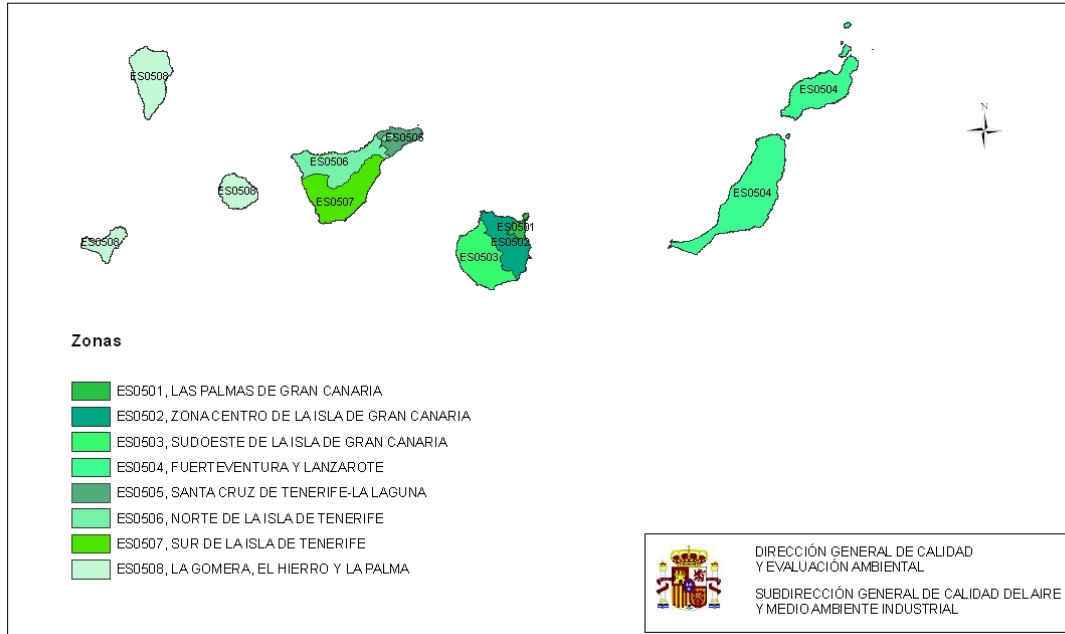 ES0508
ES0504
N
ES0505
ES0506
ES0508
ES0507
ES0504
ES0501
ES0508
ES0502
ES0503
Zonas
ES0501, LAS PALMAS DE GRAN CANARIA
ES0502, ZONA CENTRO DE LA ISLA DE GRAN CANARIA
ES0503, SUDOESTE DE LA ISLA DE GRAN CANARIA
ES0504, FUERTEVENTURA Y LANZAROTE
ES0505, SANTA CRUZ DE TENERIFE-LA LAGUNA
ES0506, NORTE DE LA ISLA DE TENERIFE
ES0507, SUR DE LA ISLA DE TENERIFE
ES0508, LA GOMERA, EL HIERRO Y LA PALMA
DIRECCIÓN GENERAL DE CALIDAD
Y EVALUACIÓN AMBIENTAL
SUBDIRECCIÓN GENERAL DE CALIDAD DEL AIRE
Y MEDIO AMBIENTE INDUSTRIAL